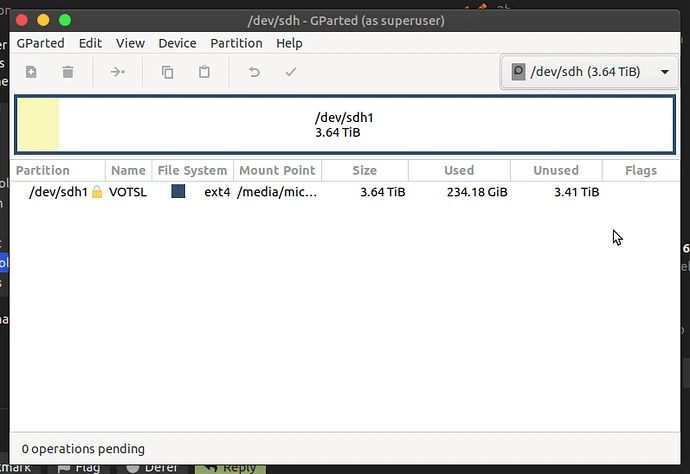 /dev/sdh - GParted (as superuser)
GParted Edit View Device Partition Help
/dev/sdh (3.64 TiB)
/dev/sdh1
3.64 TiB
Partition Name File System Mount Point Size Used Unused Flags
/dev/sdh1 VOTSL ext4 /media/mic... 3.64 TiB 234.18 GiB 3.41 TiB
0 operations pending
Flag Defer Reply